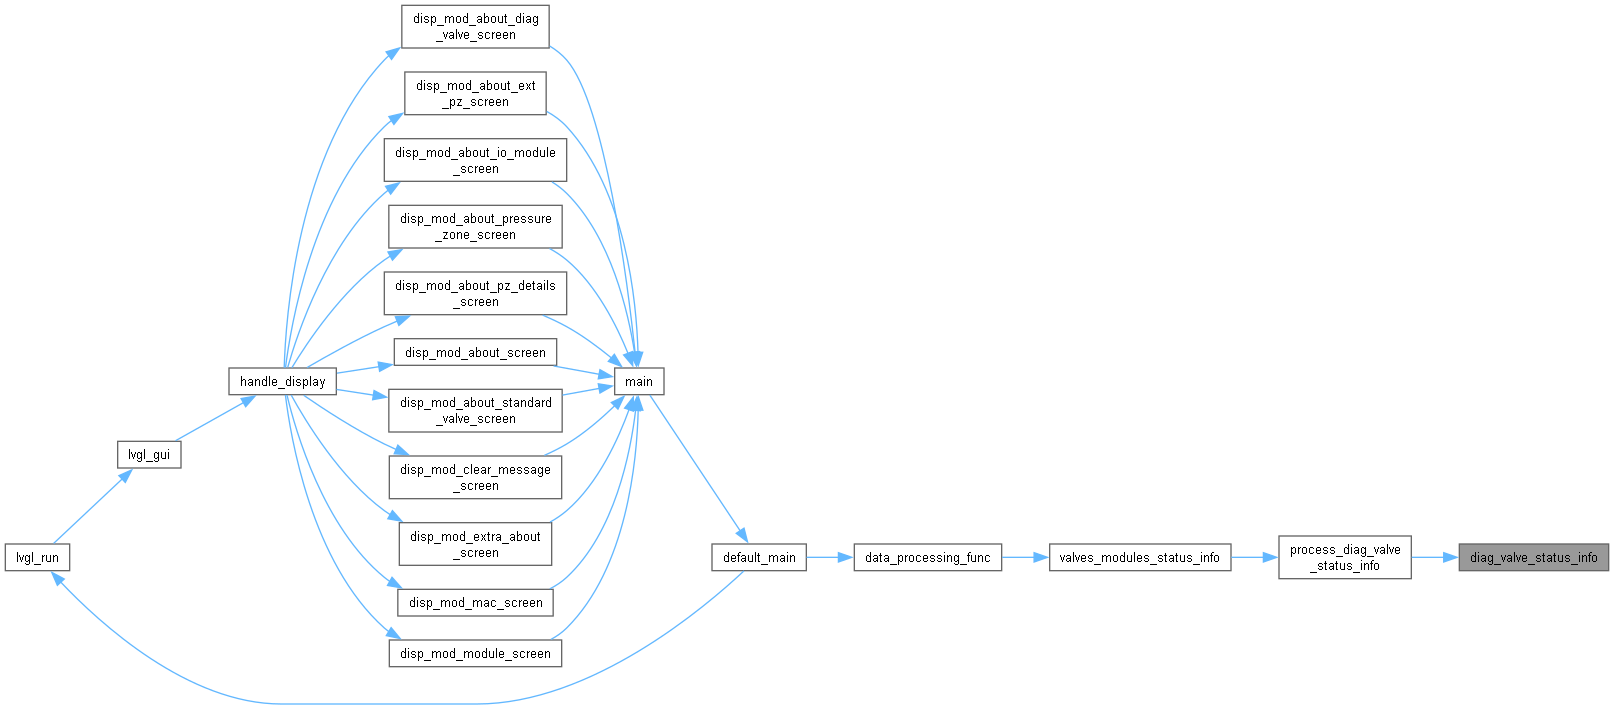 disp_mod_about_diag
_valve_screen
disp_mod_about_ext
_pz_screen
disp_mod_about_io_module
_screen
disp_mod_about_pressure
_zone_screen
disp_mod_about_pz_details
_screen
disp_mod_about_screen
handle_display
main
disp_mod_about_standard
_valve_screen
lvgl_gui
disp_mod_clear_message
_screen
disp_mod_extra_about
_screen
lvgl_run
default_main
data_processing_func
valves_modules_status_info
process_diag_valve
_status_info
diag_valve_status_info
disp_mod_mac_screen
disp_mod_module_screen